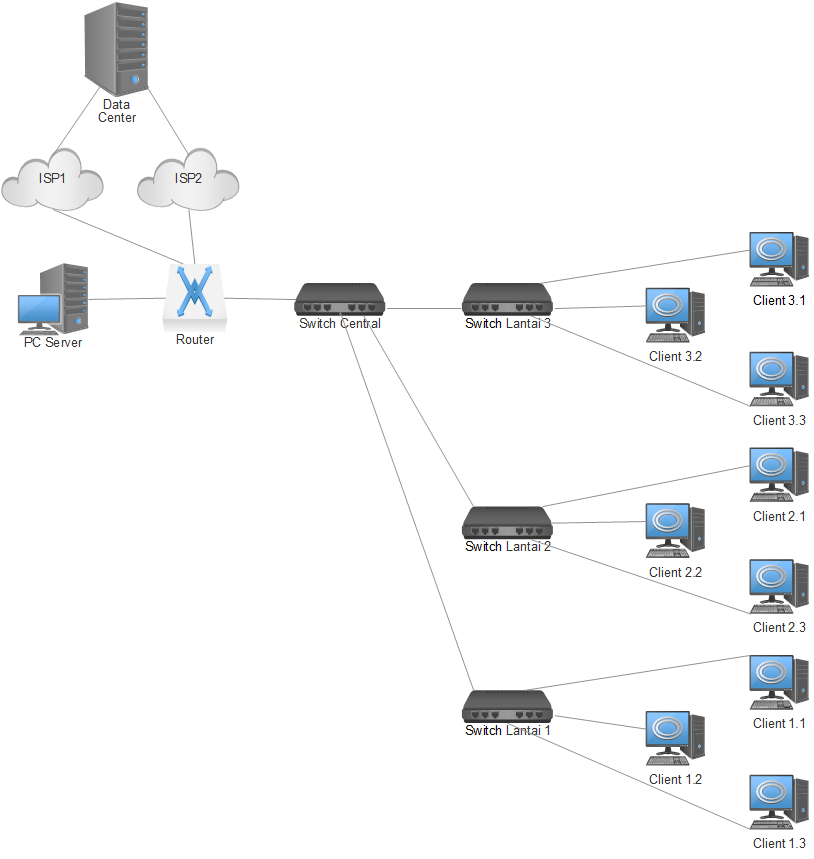 Data
Center
ISP1
ISP2
Client 3.1
PC Server
Router
Switch Central
Switch Lantai 3
Client 3.2
Client 3.3
Client 2.1
Switch Lantai 2
Client 2.2
Client 2.3
Client 1.1
Switch Lantai 1
Client 1.2
Client 1.3